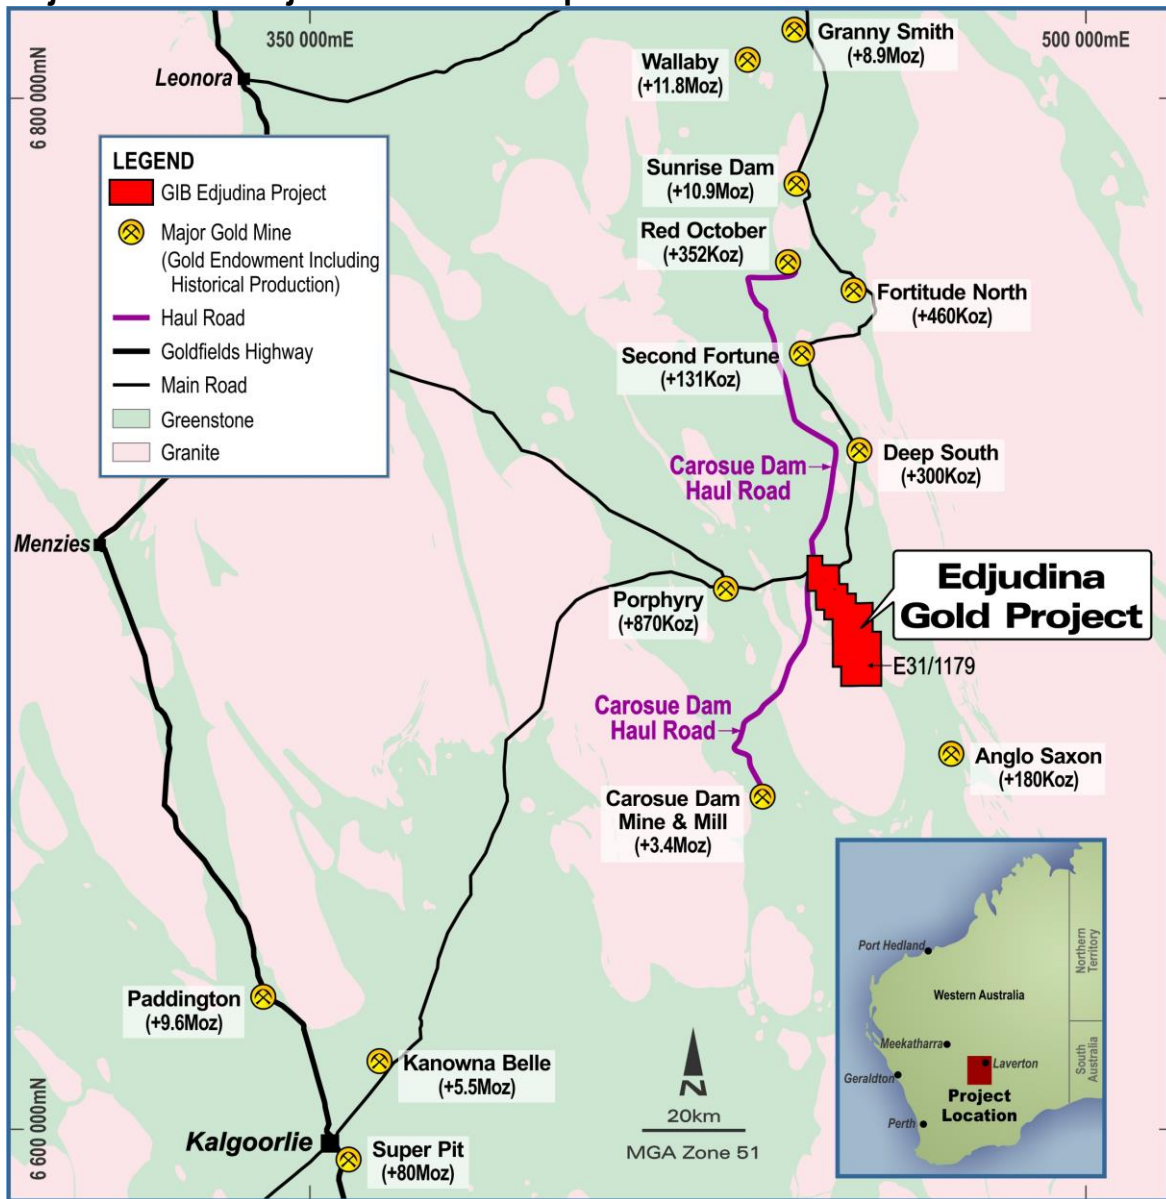 350 000mE
500 000mE
6 800 000mN
6 600 000mN
Leonora
Granny Smith
(+8.9Moz)
Wallaby
(+11.8Moz)
LEGEND
GIB Edjudina Project
Major Gold Mine
(Gold Endowment Including
Historical Production)
Haul Road
Goldfields Highway
Main Road
Greenstone
Granite
Sunrise Dam
(+10.9Moz)
Red October
(+352Koz)
Fortitude North
(+460Koz)
Second Fortune
(+131Koz)
Deep South
(+300Koz)
Carosue Dam
Haul Road
Menzies
Porphyry
(+870Koz)
Edjudina
Gold Project
E31/1179
Carosue Dam
Haul Road
Anglo Saxon
(+180Koz)
Carosue Dam
Mine & Mill
(+3.4Moz)
Paddington
(+9.6Moz)
Kanowna Belle
(+5.5Moz)
Kalgoorlie
Super Pit
(+80Moz)
N
20km
MGA Zone 51
Port Hedland
Northern
Territory
Western Australia
Meekatharra
Laverton
South
Australia
Geraldton
Project
Location
Perth